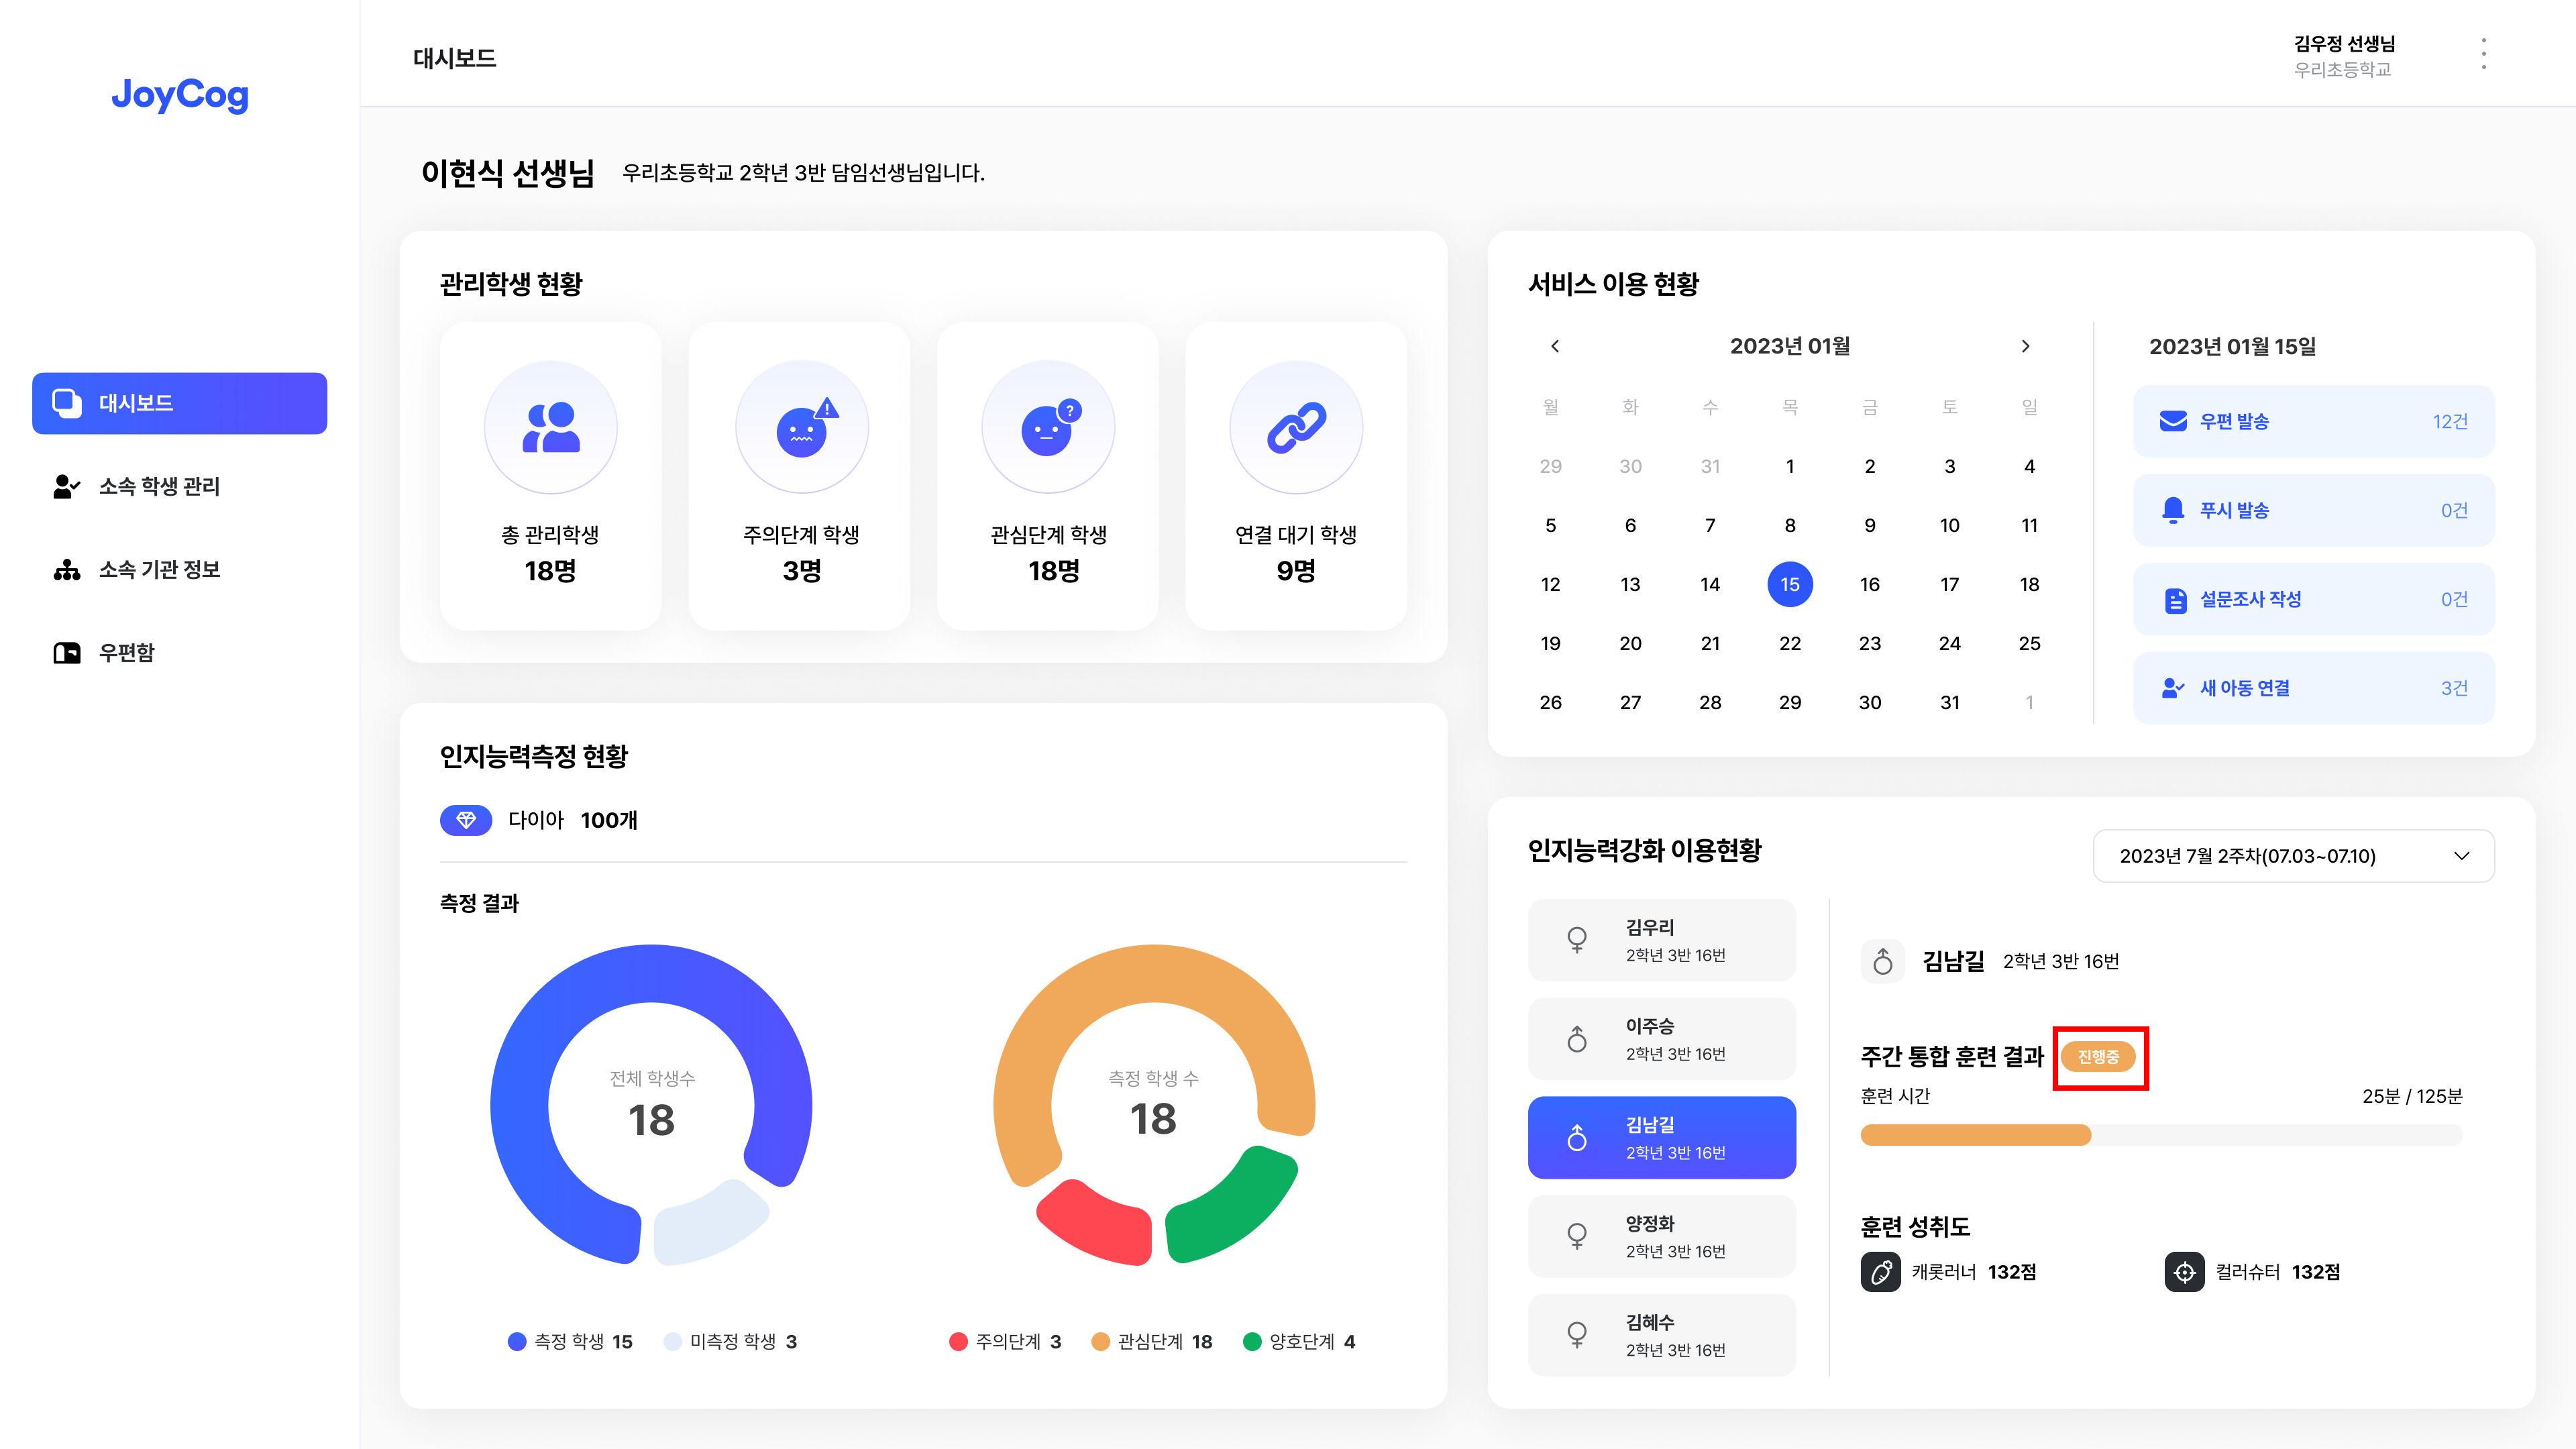 JoyCog
대시보드
소속 학생 관리
소속 기관 정보
우편함
대시보드
김우정 선생님
우리초등학교
이현식 선생님 우리초등학교 2학년 3반 담임선생님입니다.
관리학생 현황
총 관리학생
18명
주의단계 학생
3명
관심단계 학생
18명
연결 대기 학생
9명
인지능력측정 현황
다이아 100개
측정 결과
전체 학생수
18
측정 학생 15 미측정 학생 3
측정 학생 수
18
주의단계 3 관심단계 18 양호단계 4
서비스 이용 현황
2023년 01월
월 화 수 목 금 토 일
29 30 31 1 2 3 4
5 6 7 8 9 10 11
12 13 14 15 16 17 18
19 20 21 22 23 24 25
26 27 28 29 30 31 1
2023년 01월 15일
우편 발송 12건
푸시 발송 0건
설문조사 작성 0건
새 아동 연결 3건
인지능력강화 이용현황
2023년 7월 2주차(07.03~07.10)
김우리
2학년 3반 16번
이주승
2학년 3반 16번
김남길
2학년 3반 16번
양정화
2학년 3반 16번
김혜수
2학년 3반 16번
김남길 2학년 3반 16번
주간 통합 훈련 결과 진행중
훈련 시간 25분 / 125분
훈련 성취도
캐롯러너 132점 컬러슈터 132점